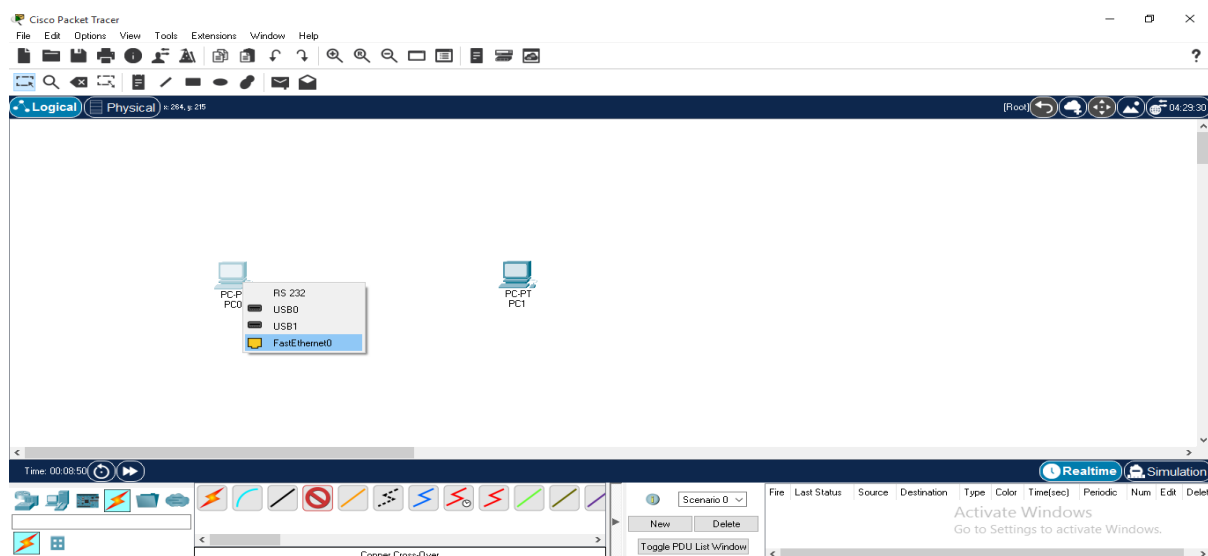 Cisco Packet Tracer
File Edit Options View Tools Extensions Window Help
?
Logical Physical x: 264, y: 215 [Root] 04:29:30
PC-P
PC0
RS 232
USB0
USB1
FastEthernet0
PC-PT
PC1
Time: 00:08:50 Realtime Simulation
Scenario 0
New Delete
Toggle PDU List Window
Fire Last Status Source Destination Type Color Time(sec) Periodic Num Edit Delet
Activate Windows
Go to Settings to activate Windows.
Copper Cross-Over